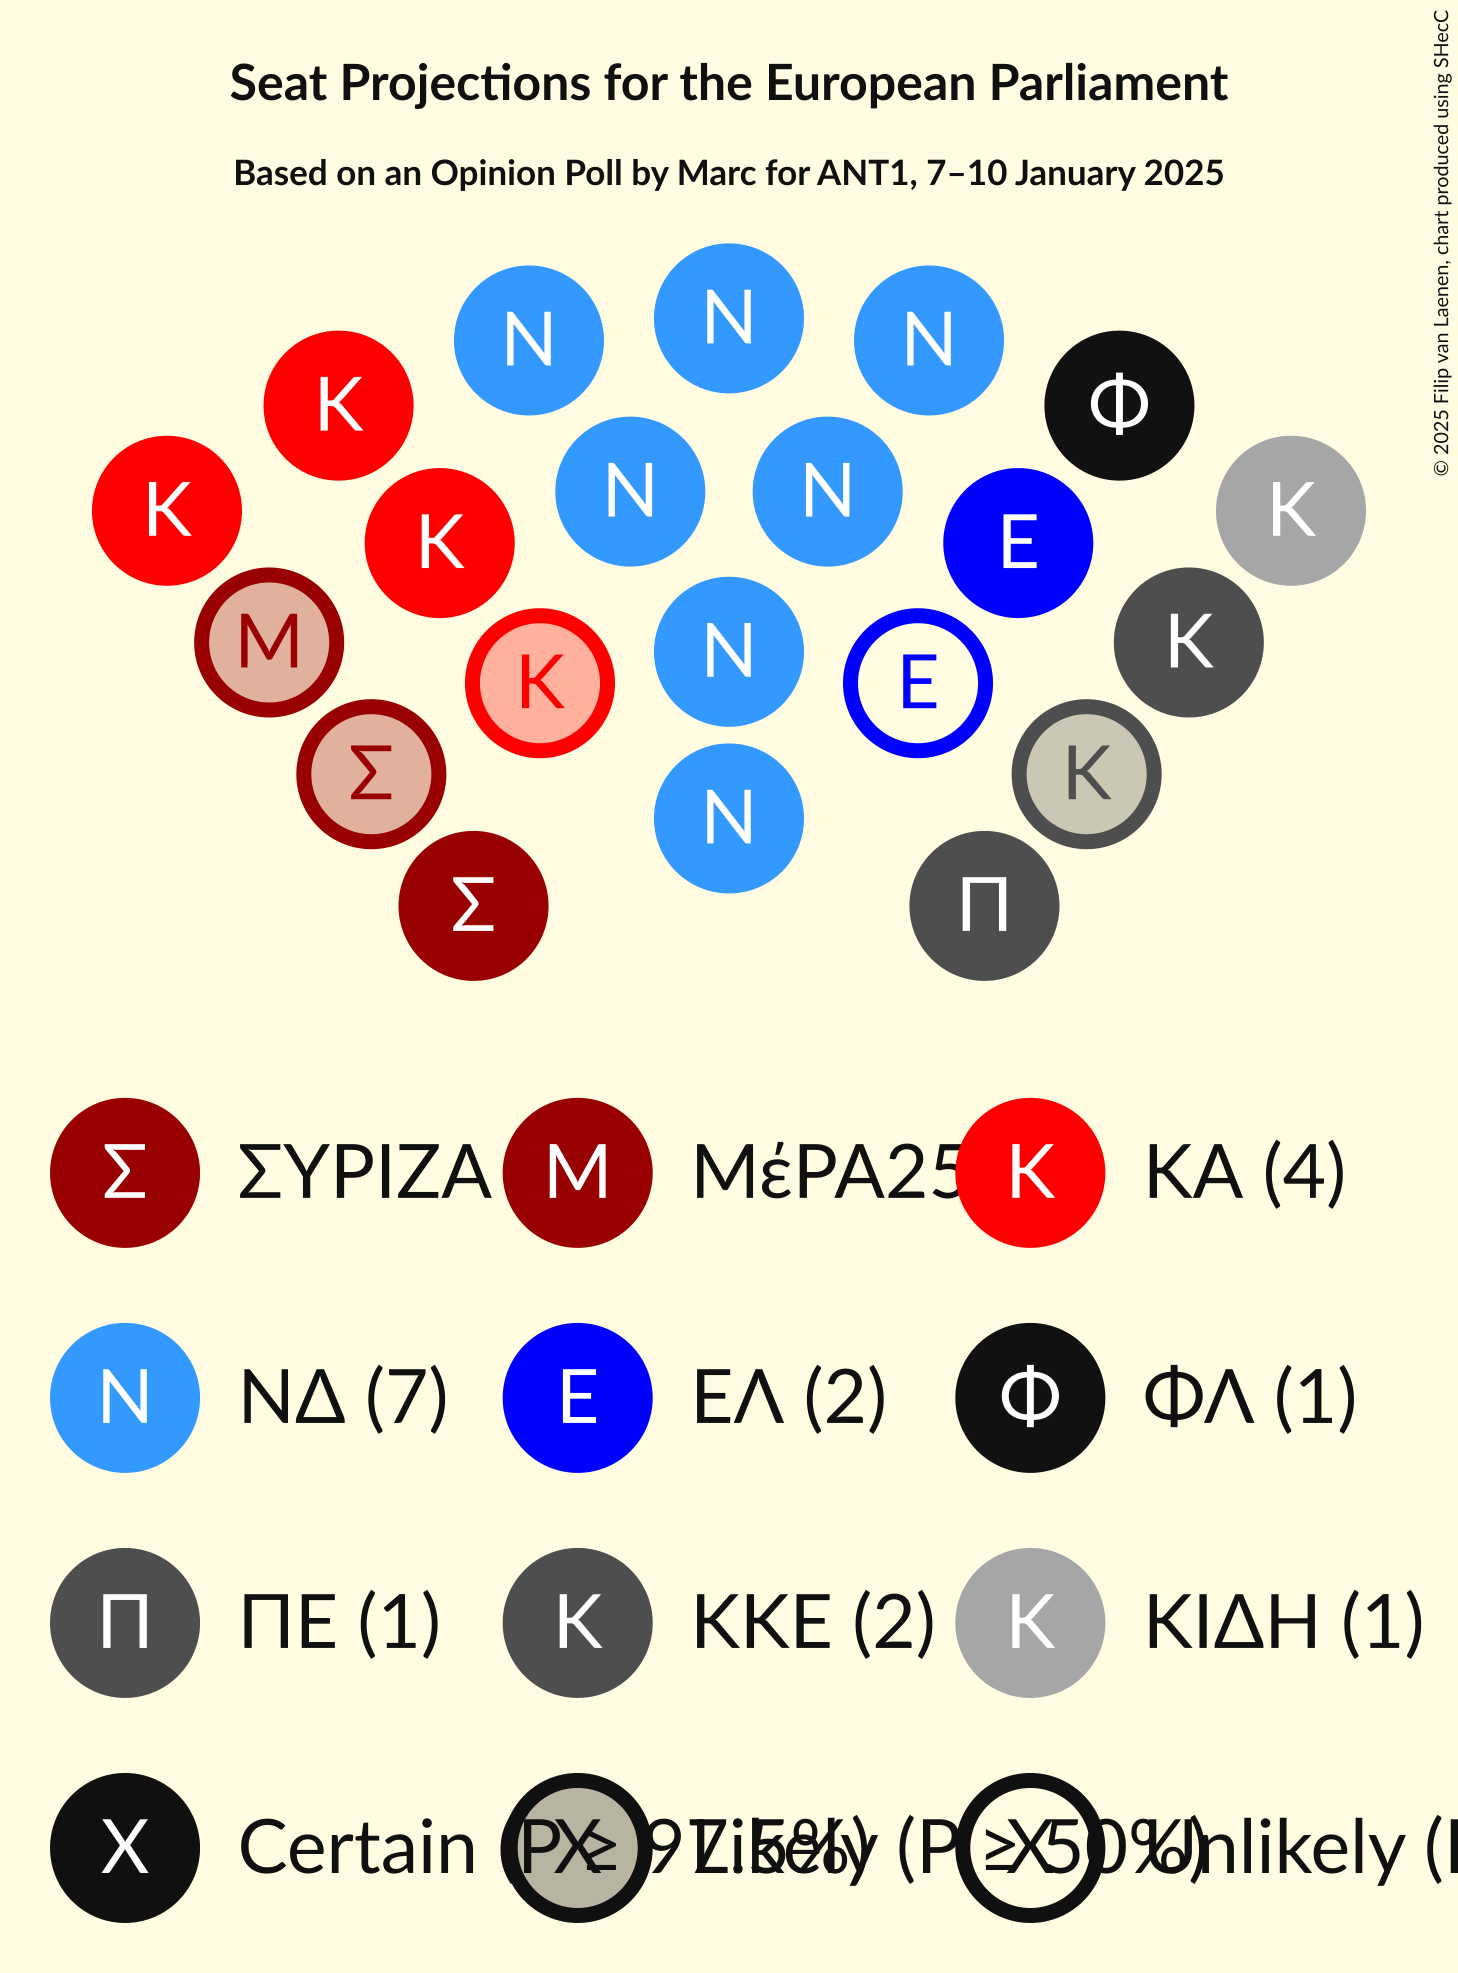 Seat Projections for the European Parliament
Based on an Opinion Poll by Marc for ANT1, 7–10 January 2025
© 2025 Filip van Laenen, chart produced using SHecC
N
N N
Κ Φ
Κ Κ
N N
Κ Ε
Μ Κ
Κ N Ε
Σ Κ
N
Σ Π
Σ ΣΥΡΙΖΑ Μ ΜέΡΑ25 Κ ΚΑ (4)
Ν ΝΔ (7) Ε ΕΛ (2) Φ ΦΛ (1)
Π ΠΕ (1) Κ ΚΚΕ (2) Κ ΚΙΔΗ (1)
X Certain (P ≥ 97.5%) X Likely (P ≥ 50%) X Unlikely